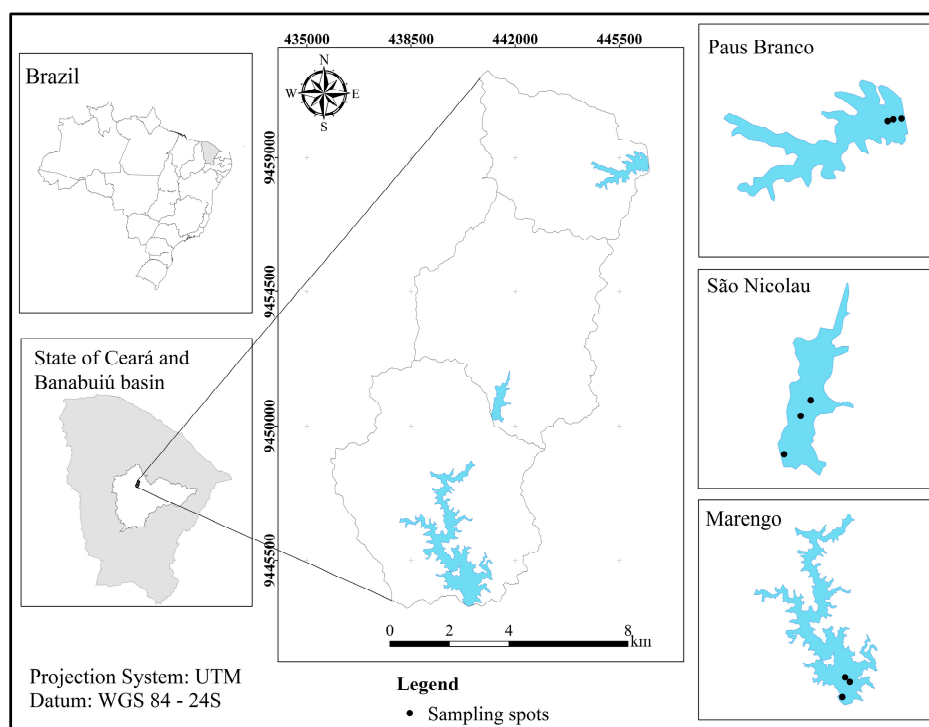 Brazil
State of Ceará and
Banabuiú basin
Projection System: UTM
Datum: WGS 84 - 24S
435000 438500 442000 445500
N
W E
S
9459000
9454500
9450000
9445500
0 2 4 8
km
Legend
Sampling spots
Paus Branco
São Nicolau
Marengo